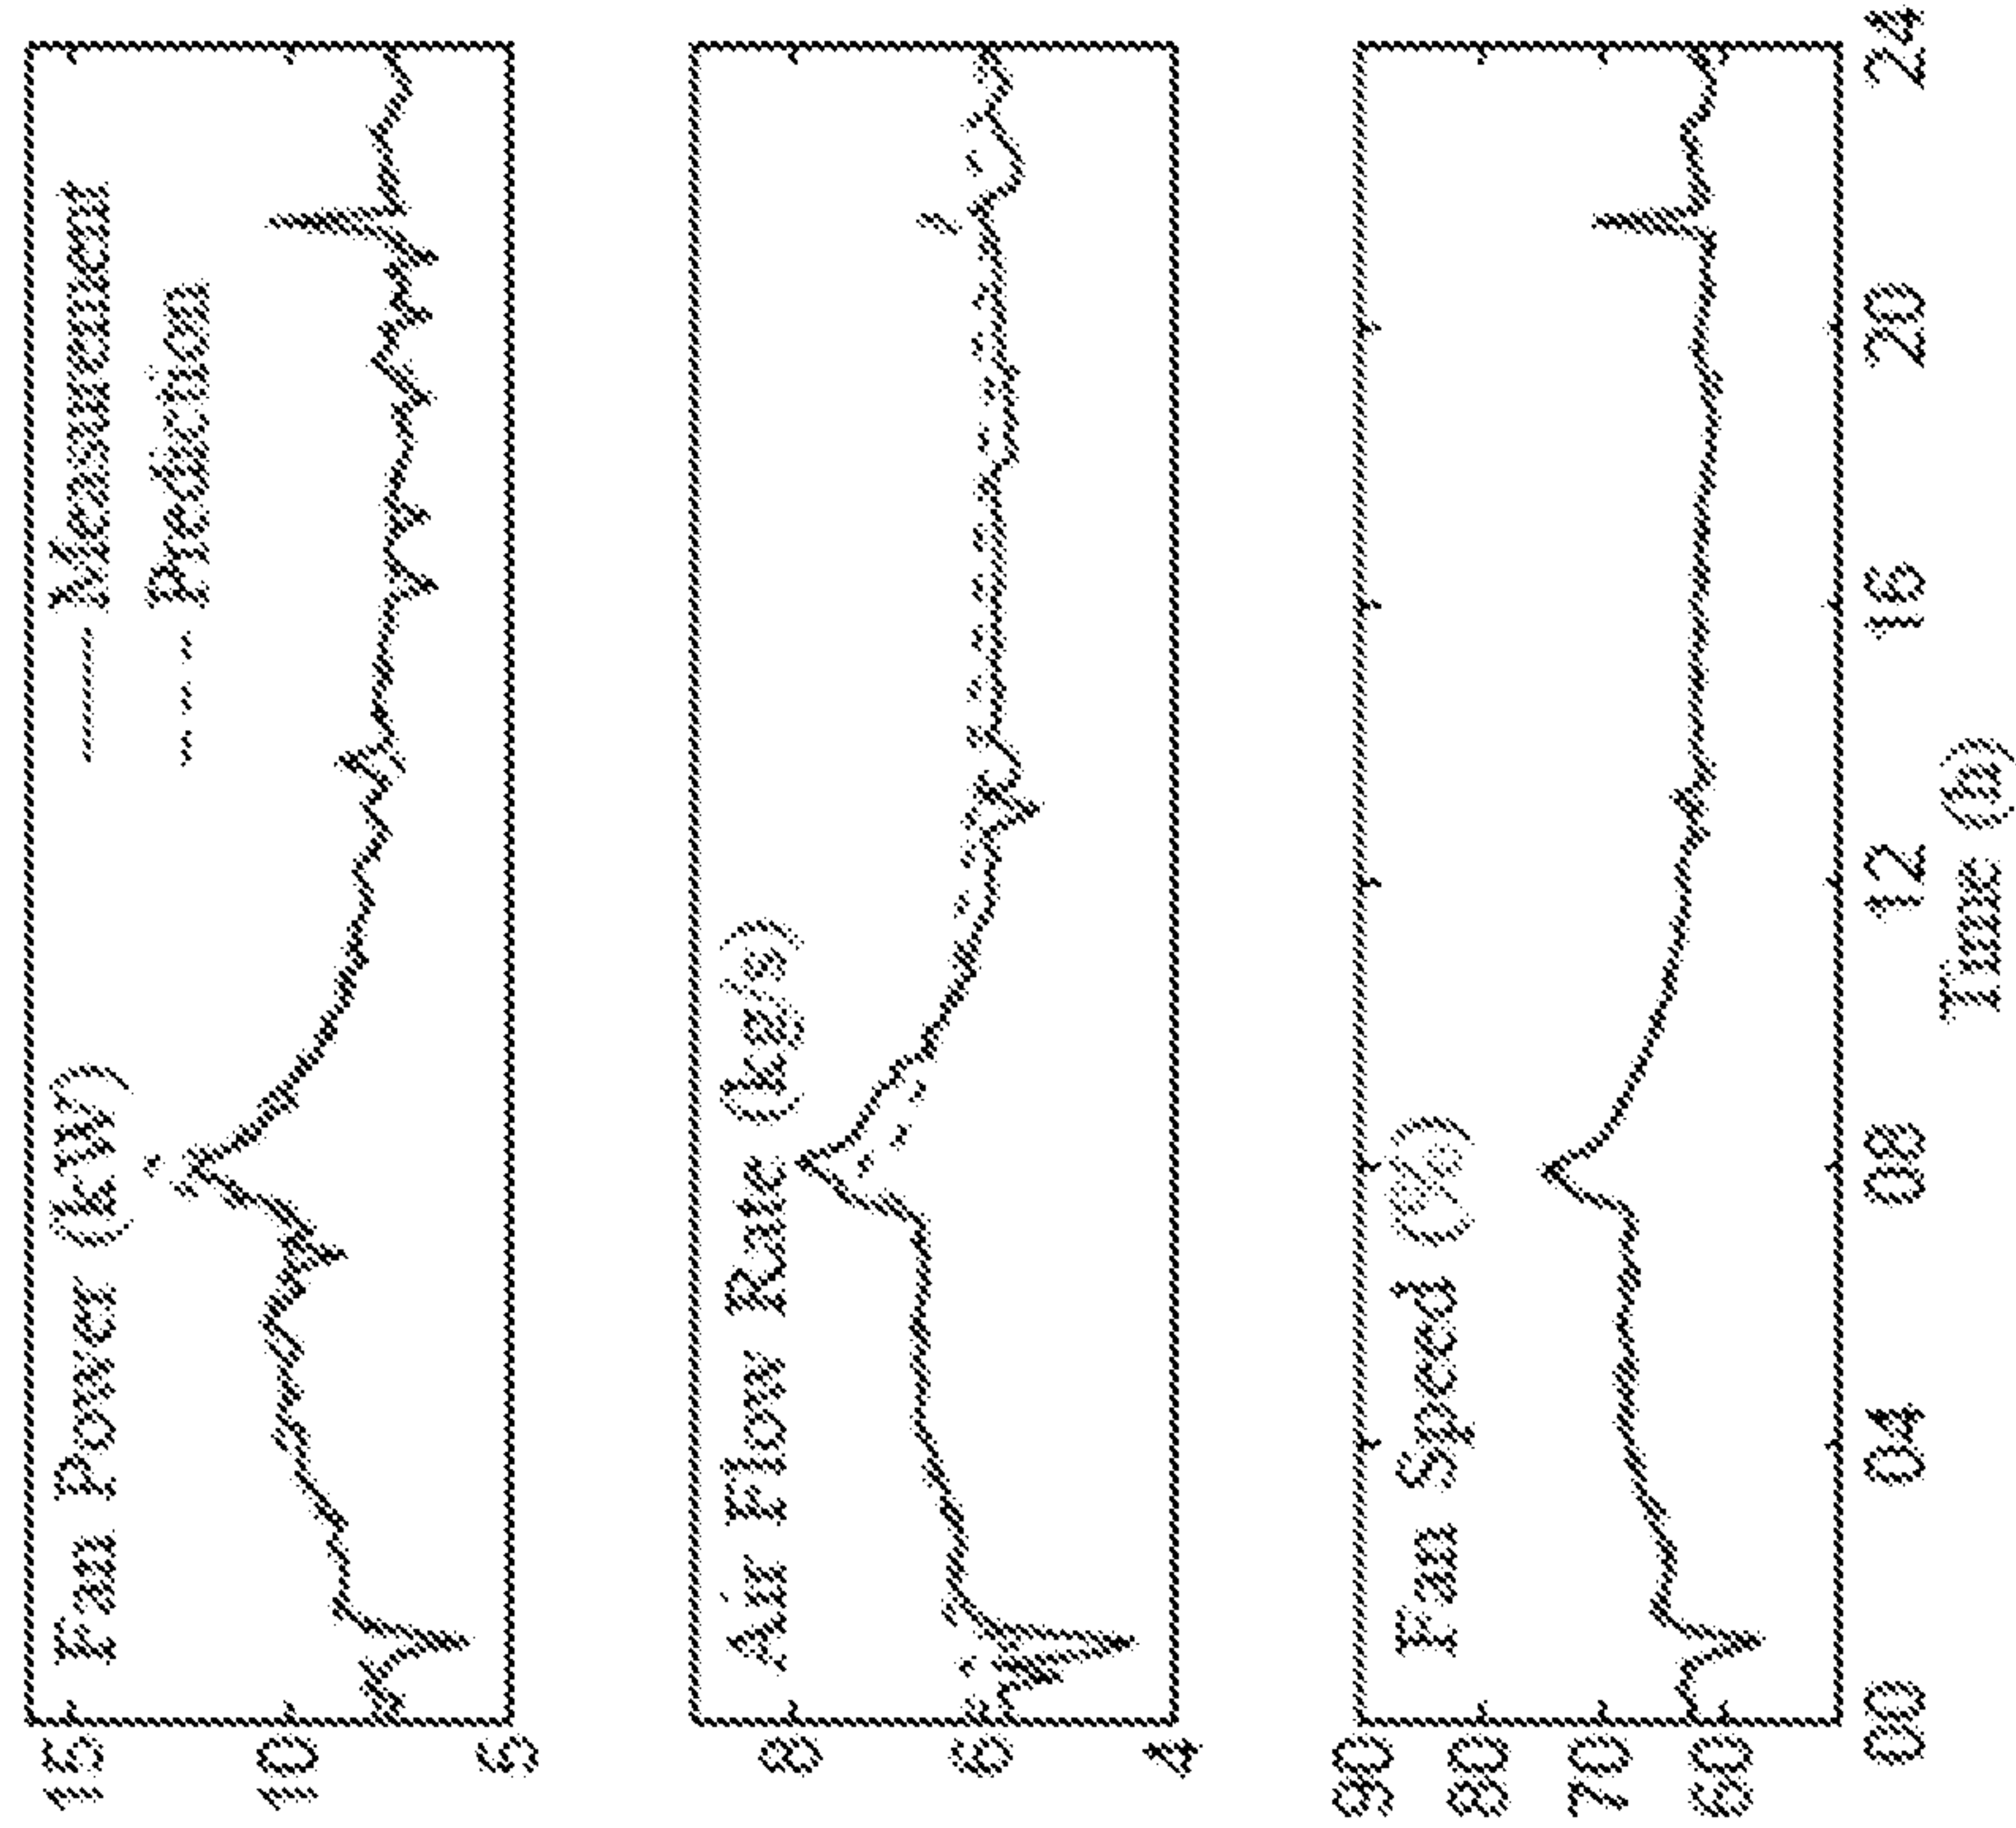 Fan Power (kW)
Measurement
Prediction
15
10
5
Air Flow Rate (kg/s)
8
6
4
Fan Speed (%)
90
80
70
60
00 04 08 12 16 20 24
Time (h)